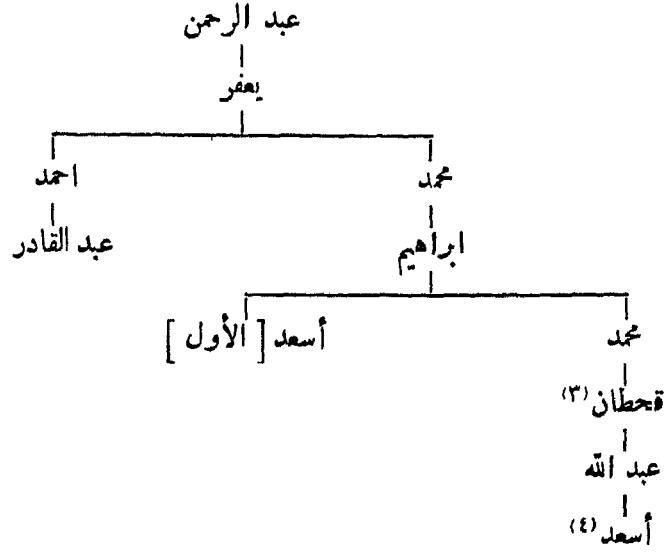 عبد الرحمن
يعفر
محمد احمد
ابراهيم عبد القادر
محمد أسعد [ الأول ]
قحطان (٣)
عبد الله
أسعد (٤)